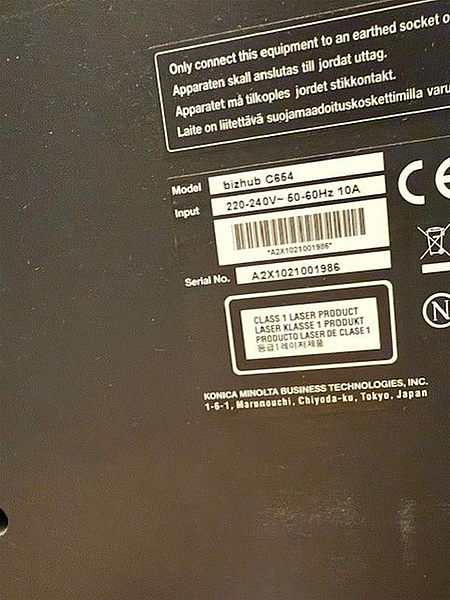 Only connect this equipment to an earthed socket o
Apparaten skall anslutas till jordat uttag.
Apparatet må tilkoples jordet stikkontakt.
Laite on liitettävä suojamaadoituskoskettimilla varu
Model bizhub C654
Input 220-240V~ 50-60Hz 10A
*A2X1021001986*
Serial No. A2X1021001986
CE
N
CLASS 1 LASER PRODUCT
LASER KLASSE 1 PRODUKT
PRODUCTO LASER DE CLASE1
등급1레이저제품
KONICA MINOLTA BUSINESS TECHNOLOGIES, INC.
1-6-1, Marunouchi, Chiyoda-ku, Tokyo, Japan